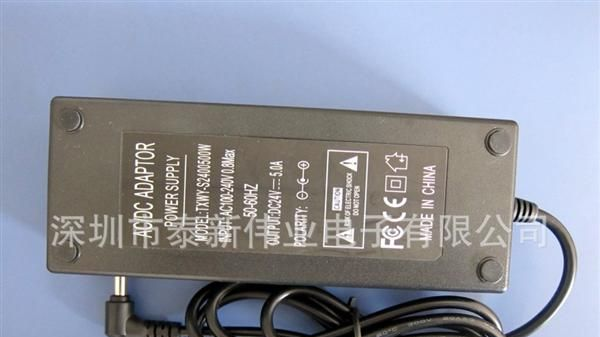 AC/DC ADAPTOR
POWER SUPPLY
MODEL:TXWY-S2400500W
INPUT:AC100-240V 0.8Max
50-60HZ
OUTPUT:DC24V 5.0A
POLARITY:
CAUTION
RISK OF ELECTRIC SHOCK
DO NOT OPEN
FC CE
MADE IN CHINA
深圳市泰新伟业电子有限公司